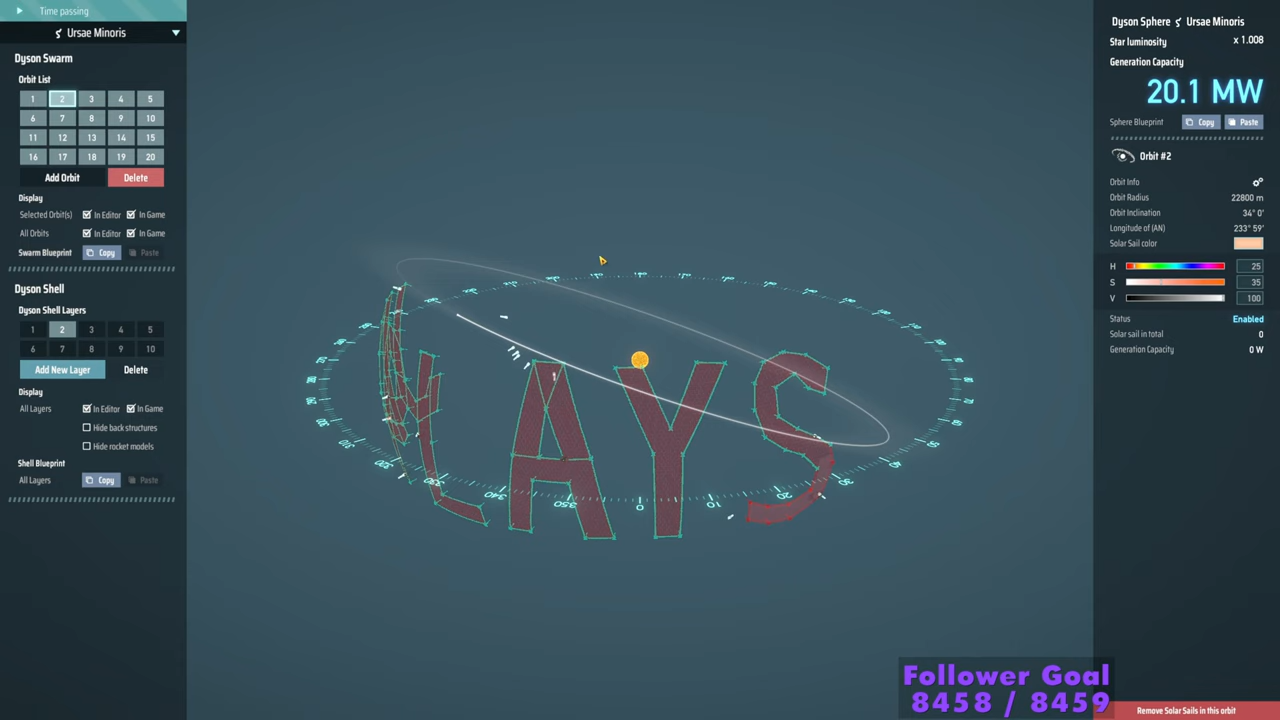 Time passing
Ursae Minoris
Dyson Swarm
Orbit List
1 2 3 4 5
6 7 8 9 10
11 12 13 14 15
16 17 18 19 20
Add Orbit Delete
Display
Selected Orbit(s) In Editor In Game
All Orbits In Editor In Game
Swarm Blueprint Copy Paste
Dyson Shell
Dyson Shell Layers
1 2 3 4 5
6 7 8 9 10
Add New Layer Delete
Display
All Layers In Editor In Game
Hide back structures
Hide rocket models
Shell Blueprint
All Layers Copy Paste
LAYS
340 350 0 10 20 30
Dyson Sphere Ursae Minoris
Star luminosity x 1.008
Generation Capacity
20.1 MW
Sphere Blueprint Copy Paste
Orbit #2
Orbit Info
Orbit Radius 22800 m
Orbit Inclination 34° 0'
Longitude of (AN) 233° 59'
Solar Sail color
H 25
S 35
V 100
Status Enabled
Solar sail in total 0
Generation Capacity 0 W
Follower Goal
8458 / 8459
Remove Solar Sails in this orbit